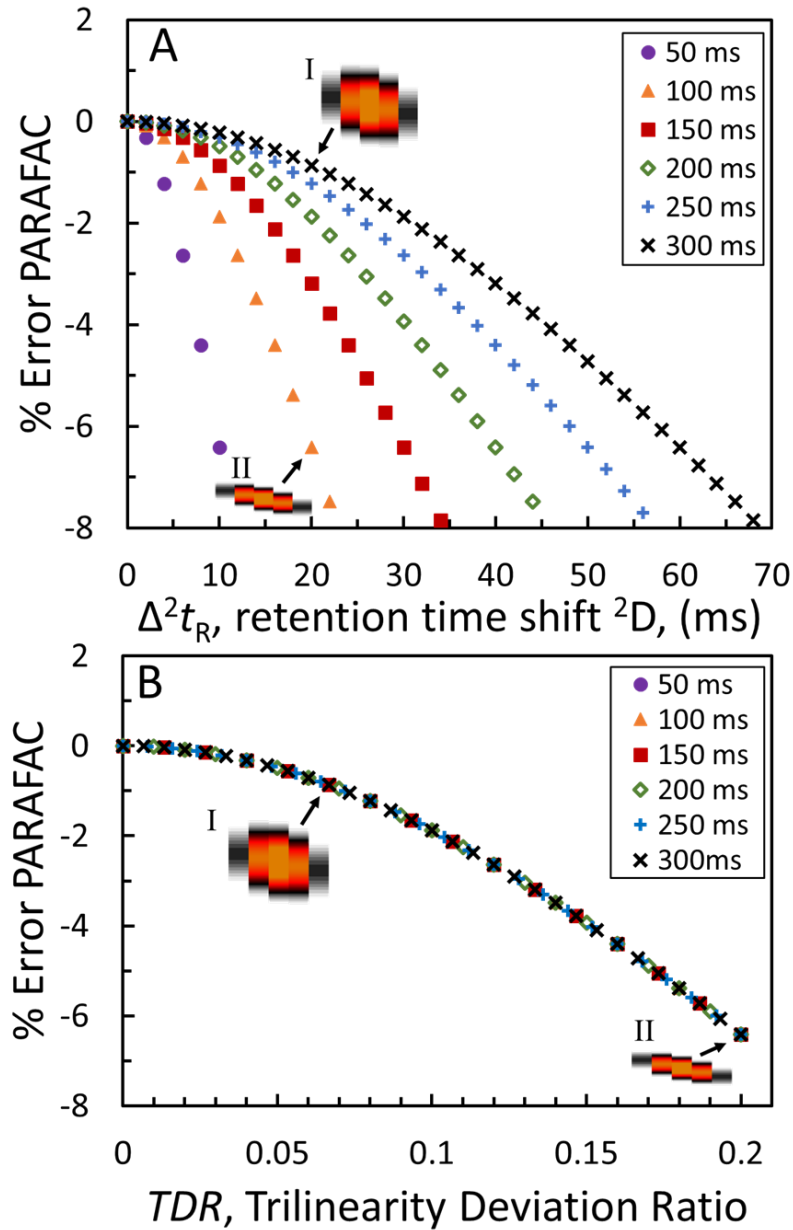 A
I
50 ms
100 ms
150 ms
200 ms
250 ms
300 ms
II
% Error PARAFAC
2
0
-2
-4
-6
-8
0 10 20 30 40 50 60 70
Δ²tR, retention time shift ²D, (ms)
B
50 ms
100 ms
150 ms
200 ms
250 ms
300ms
I
II
% Error PARAFAC
2
0
-2
-4
-6
-8
0 0.05 0.1 0.15 0.2
TDR, Trilinearity Deviation Ratio